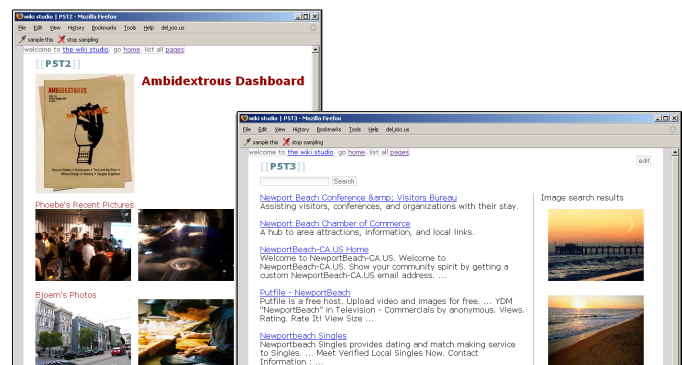 wiki studio | P5T2 - Mozilla Firefox
File Edit View History Bookmarks Tools Help del.icio.us
sample this stop sampling
welcome to the wiki studio. go home. list all pages
[[P5T2]]
Ambidextrous Dashboard
AMBIDEXTROUS
THE FUTURE
Phoebe's Recent Pictures
Bjoern's Photos
wiki studio | P5T3 - Mozilla Firefox
File Edit View History Bookmarks Tools Help del.icio.us
sample this stop sampling
welcome to the wiki studio. go home. list all pages
edit
[[P5T3]]
Search
Newport Beach Conference &amp; Visitors Bureau
Assisting visitors, conferences, and organizations with their stay.
Newport Beach Chamber of Commerce
A hub to area attractions, information, and local links.
NewportBeach-CA.US Home
Welcome to NewportBeach-CA.US. Welcome to
NewportBeach-CA.US. Show your community spirit by getting a
custom NewportBeach-CA.US email address. ...
Putfile - NewportBeach
Putfile is a free host. Upload video and images for free. ... YDM
"NewportBeach" in Television - Commercials by anonymous. Views.
Rating. Rate It! View Size ...
Newportbeach Singles
Newportbeach Singles provides dating and match making service
to Singles. ... Meet Verified Local Singles Now. Contact
Information : ...
Image search results